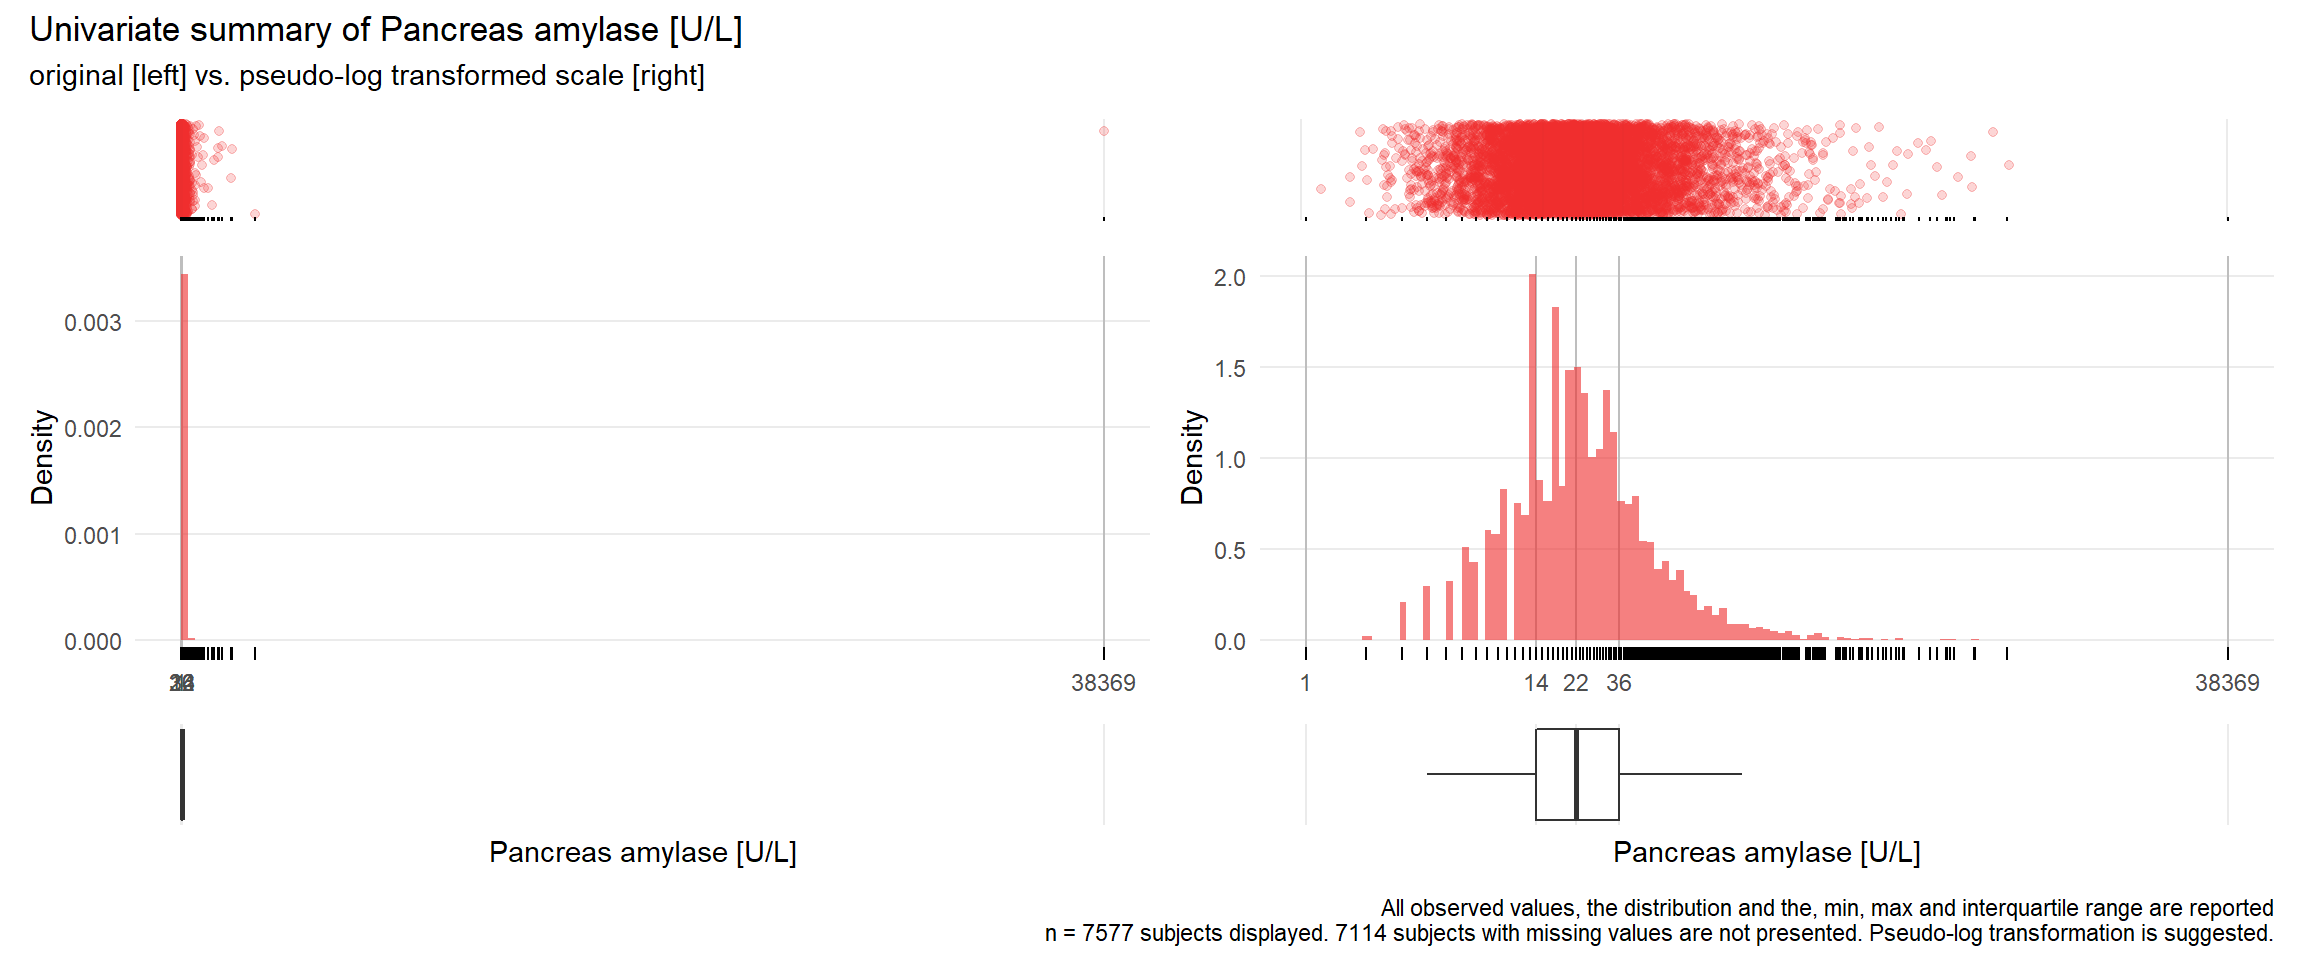 Univariate summary of Pancreas amylase [U/L]
original [left] vs. pseudo-log transformed scale [right]
Density
0.003
0.002
0.001
0.000
38369
Pancreas amylase [U/L]
Density
2.0
1.5
1.0
0.5
0.0
1 14 22 36 38369
Pancreas amylase [U/L]
All observed values, the distribution and the, min, max and interquartile range are reported
n = 7577 subjects displayed. 7114 subjects with missing values are not presented. Pseudo-log transformation is suggested.